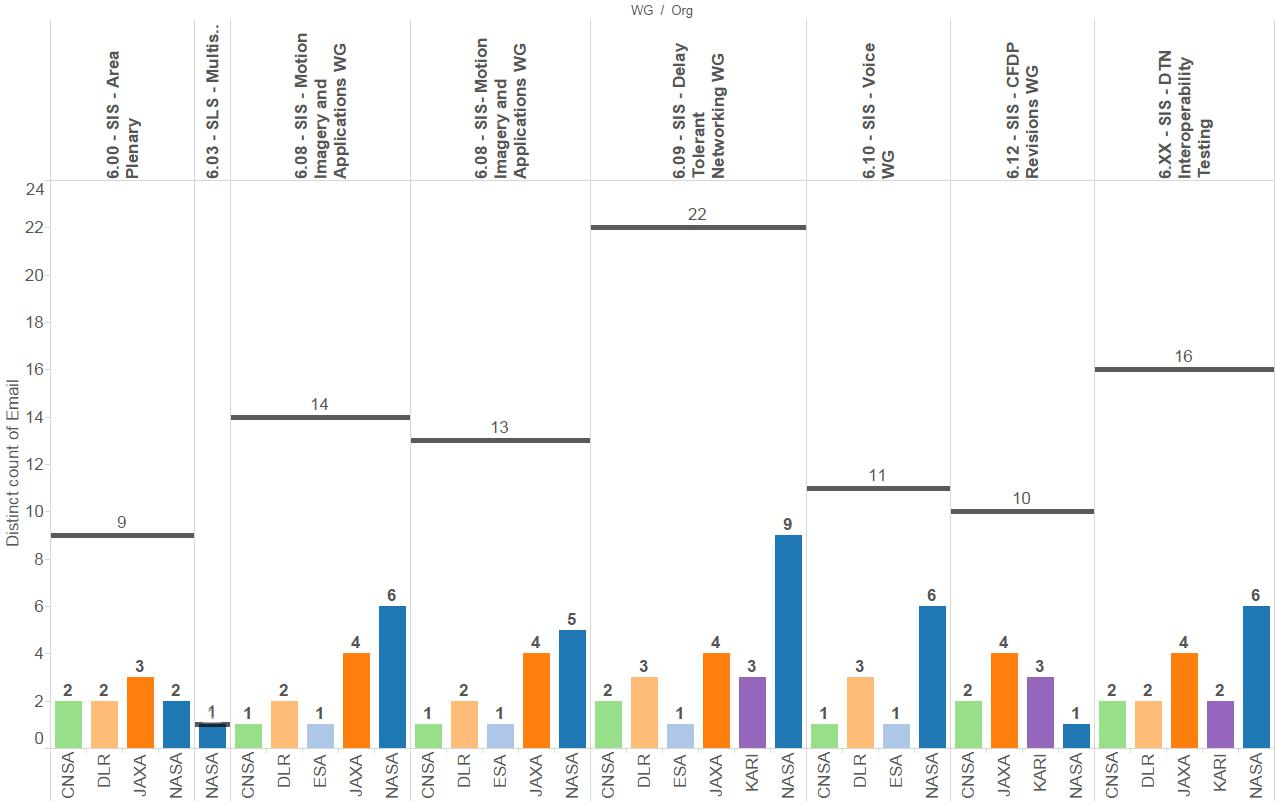 WG / Org
6.00 - SIS - Area
Plenary
6.03 - SLS - Multis..
6.08 - SIS - Motion
Imagery and
Applications WG
6.08 - SIS- Motion
Imagery and
Applications WG
6.09 - SIS - Delay
Tolerant
Networking WG
6.10 - SIS - Voice
WG
6.12 - SIS - CFDP
Revisions WG
6.XX - SIS - DTN
Interoperability
Testing
Distinct count of Email
24
22
20
18
16
14
12
10
8
6
4
2
0
9
14
13
22
11
10
16
2 2 3 2
1
1 2 1 4 6
1 2 1 4 5
2 3 1 4 3 9
1 3 1 6
2 4 3 1
2 2 4 2 6
CNSA DLR JAXA NASA
NASA
CNSA DLR ESA JAXA NASA
CNSA DLR ESA JAXA NASA
CNSA DLR ESA JAXA KARI NASA
CNSA DLR ESA NASA
CNSA JAXA KARI NASA
CNSA DLR JAXA KARI NASA